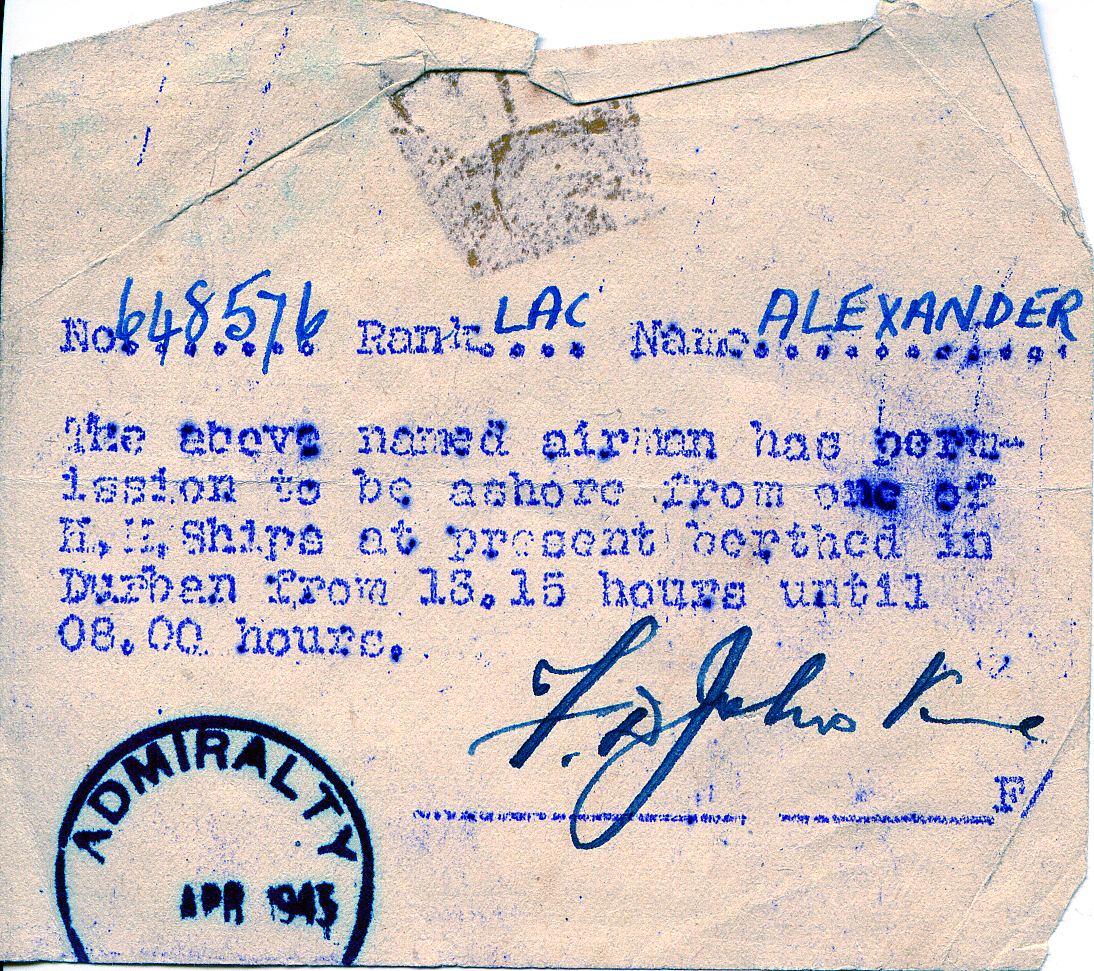 No. 648576 Rank LAC Name ALEXANDER
The above named airman has perm-
ission to be ashore from one of
H.M.Ships at present berthed in
Durban from 13.15 hours until
08.00 hours.
F. D. Johnstone
F/
ADMIRALTY
APR 1943